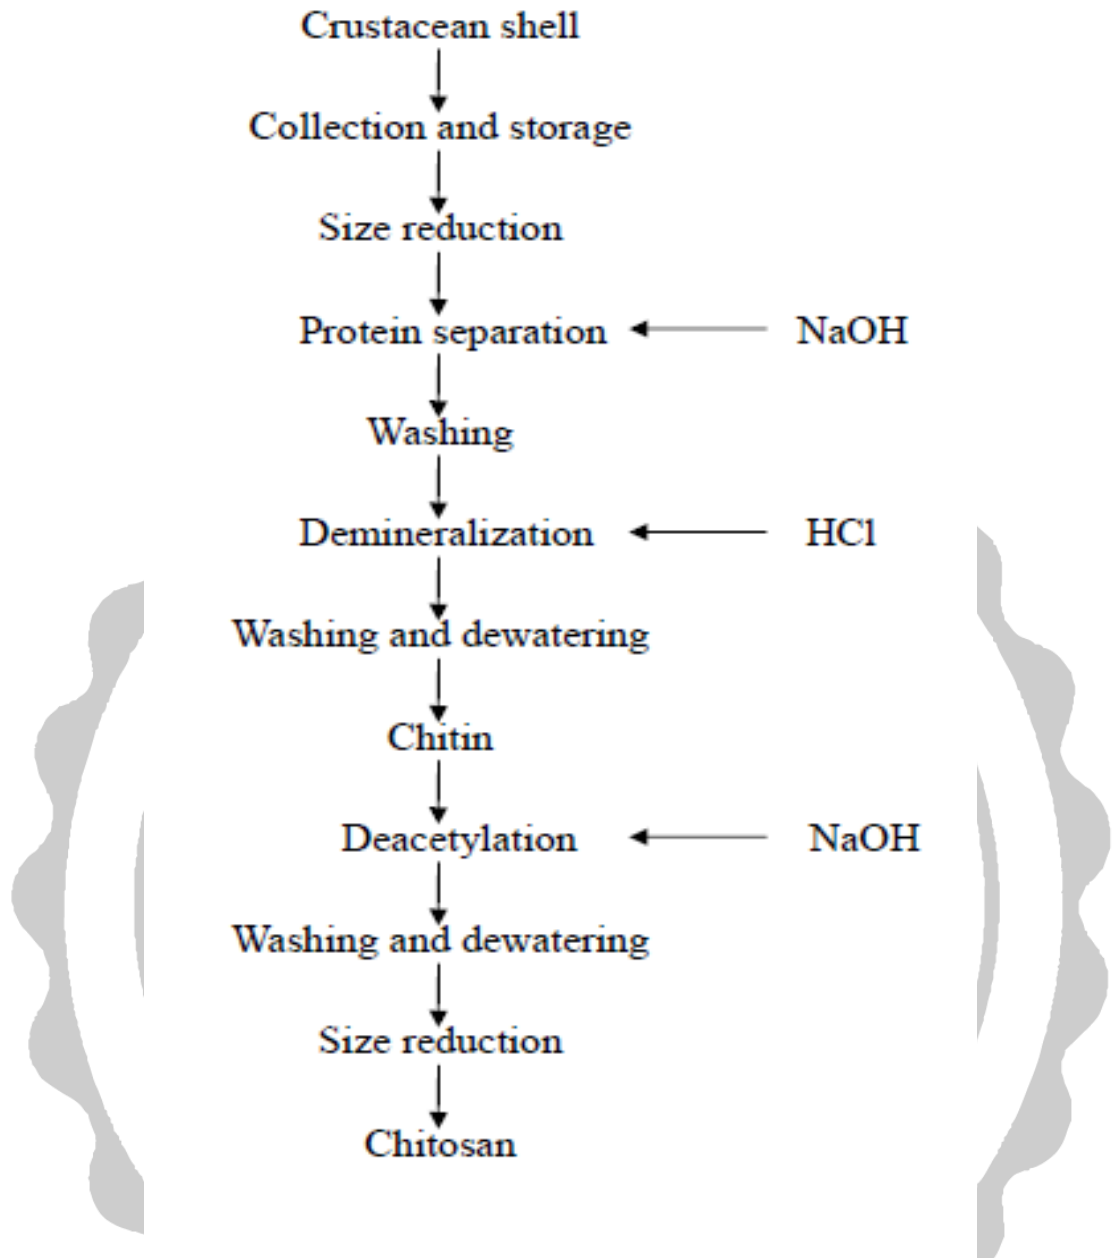 Crustacean shell
Collection and storage
Size reduction
Protein separation NaOH
Washing
Demineralization HCl
Washing and dewatering
Chitin
Deacetylation NaOH
Washing and dewatering
Size reduction
Chitosan